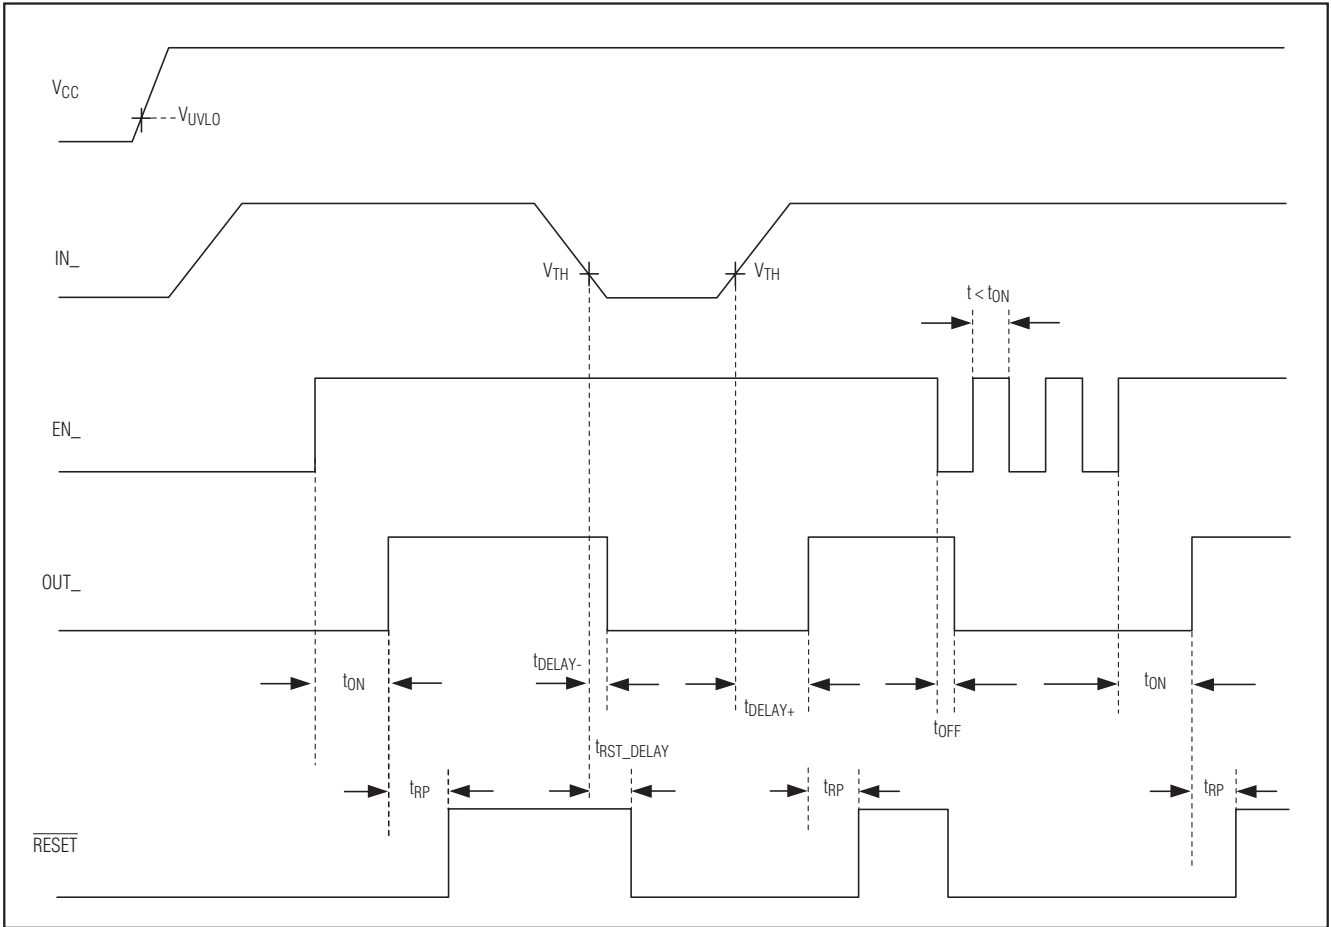 VCC
VUVLO
IN_
VTH
VTH
t < tON
EN_
OUT_
tON
tDELAY-
tDELAY+
tOFF
tON
tRST_DELAY
tRP
tRP
tRP
RESET